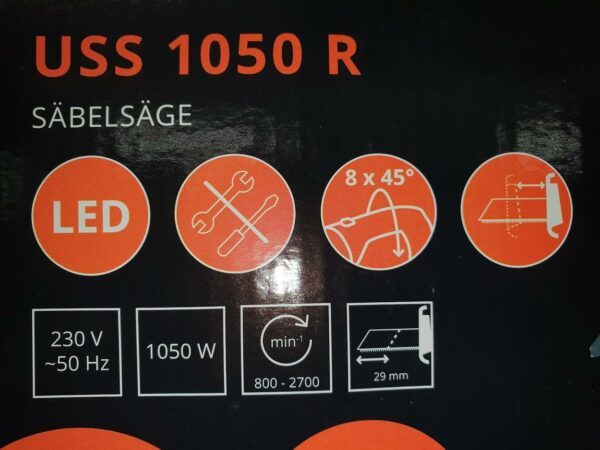 USS 1050 R
SÄBELSÄGE
LED
8 x 45°
230 V
~50 Hz
1050 W
min⁻¹
800 - 2700
29 mm